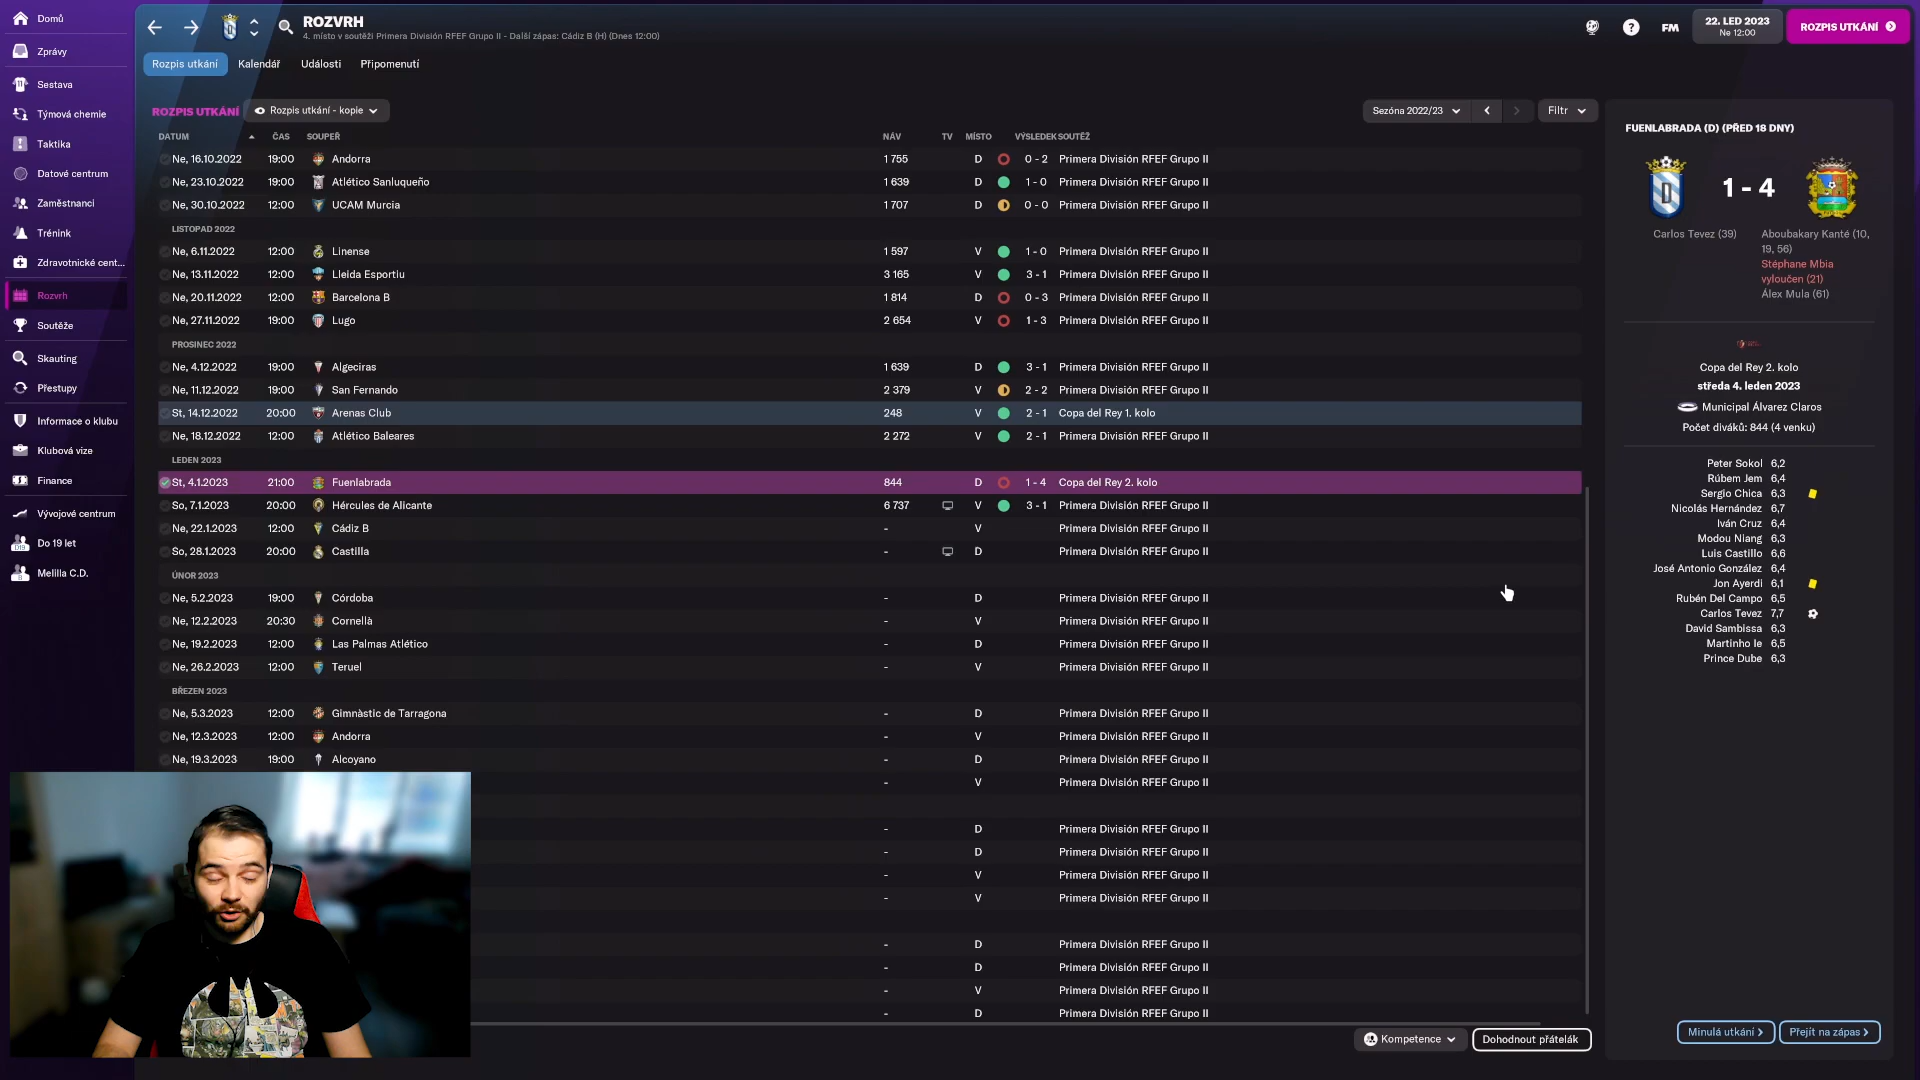 Domů
Zprávy
Sestava
Týmová chemie
Taktika
Datové centrum
Zaměstnanci
Trénink
Zdravotnické cent...
Rozvrh
Soutěže
Skauting
Přestupy
Informace o klubu
Klubová vize
Finance
Vývojové centrum
Do 19 let
Melilla C.D.
ROZVRH
4. místo v soutěži Primera División RFEF Grupo II - Další zápas: Cádiz B (H) (Dnes 12:00)
FM
22. LED 2023
Ne 12:00
ROZPIS UTKÁNÍ
Rozpis utkání Kalendář Události Připomenutí
ROZPIS UTKÁNÍ Rozpis utkání - kopie Sezóna 2022/23 Filtr
DATUM ČAS SOUPEŘ NÁV TV MÍSTO VÝSLEDEK SOUTĚŽ
Ne, 16.10.2022 19:00 Andorra 1 755 D 0 - 2 Primera División RFEF Grupo II
Ne, 23.10.2022 19:00 Atlético Sanluqueño 1 639 D 1 - 0 Primera División RFEF Grupo II
Ne, 30.10.2022 12:00 UCAM Murcia 1 707 D 0 - 0 Primera División RFEF Grupo II
LISTOPAD 2022
Ne, 6.11.2022 12:00 Linense 1 597 V 1 - 0 Primera División RFEF Grupo II
Ne, 13.11.2022 12:00 Lleida Esportiu 3 165 V 3 - 1 Primera División RFEF Grupo II
Ne, 20.11.2022 12:00 Barcelona B 1 814 D 0 - 3 Primera División RFEF Grupo II
Ne, 27.11.2022 19:00 Lugo 2 654 V 1 - 3 Primera División RFEF Grupo II
PROSINEC 2022
Ne, 4.12.2022 19:00 Algeciras 1 639 D 3 - 1 Primera División RFEF Grupo II
Ne, 11.12.2022 19:00 San Fernando 2 379 V 2 - 2 Primera División RFEF Grupo II
St, 14.12.2022 20:00 Arenas Club 248 V 2 - 1 Copa del Rey 1. kolo
Ne, 18.12.2022 12:00 Atlético Baleares 2 272 V 2 - 1 Primera División RFEF Grupo II
LEDEN 2023
St, 4.1.2023 21:00 Fuenlabrada 844 D 1 - 4 Copa del Rey 2. kolo
So, 7.1.2023 20:00 Hércules de Alicante 6 737 V 3 - 1 Primera División RFEF Grupo II
Ne, 22.1.2023 12:00 Cádiz B - V Primera División RFEF Grupo II
So, 28.1.2023 20:00 Castilla - D Primera División RFEF Grupo II
ÚNOR 2023
Ne, 5.2.2023 19:00 Córdoba - D Primera División RFEF Grupo II
Ne, 12.2.2023 20:30 Cornellà - V Primera División RFEF Grupo II
Ne, 19.2.2023 12:00 Las Palmas Atlético - D Primera División RFEF Grupo II
Ne, 26.2.2023 12:00 Teruel - V Primera División RFEF Grupo II
BŘEZEN 2023
Ne, 5.3.2023 12:00 Gimnàstic de Tarragona - D Primera División RFEF Grupo II
Ne, 12.3.2023 12:00 Andorra - V Primera División RFEF Grupo II
Ne, 19.3.2023 19:00 Alcoyano - D Primera División RFEF Grupo II
- V Primera División RFEF Grupo II
- D Primera División RFEF Grupo II
- D Primera División RFEF Grupo II
- V Primera División RFEF Grupo II
- V Primera División RFEF Grupo II
- D Primera División RFEF Grupo II
- D Primera División RFEF Grupo II
- V Primera División RFEF Grupo II
- D Primera División RFEF Grupo II
Kompetence Dohodnout přátelák
FUENLABRADA (D) (PŘED 18 DNY)
1 - 4
Carlos Tevez (39)
Aboubakary Kanté (10,
19, 56)
Stéphane Mbia
vyloučen (21)
Álex Mula (61)
Copa del Rey 2. kolo
středa 4. leden 2023
Municipal Álvarez Claros
Počet diváků: 844 (4 venku)
Peter Sokol 6,2
Rúbem Jem 6,4
Sergio Chica 6,3
Nicolás Hernández 6,7
Iván Cruz 6,4
Modou Niang 6,3
Luis Castillo 6,6
José Antonio González 6,4
Jon Ayerdi 6,1
Rubén Del Campo 6,5
Carlos Tevez 7,7
David Sambissa 6,3
Martinho Ie 6,5
Prince Dube 6,3
Minulá utkání Přejít na zápas